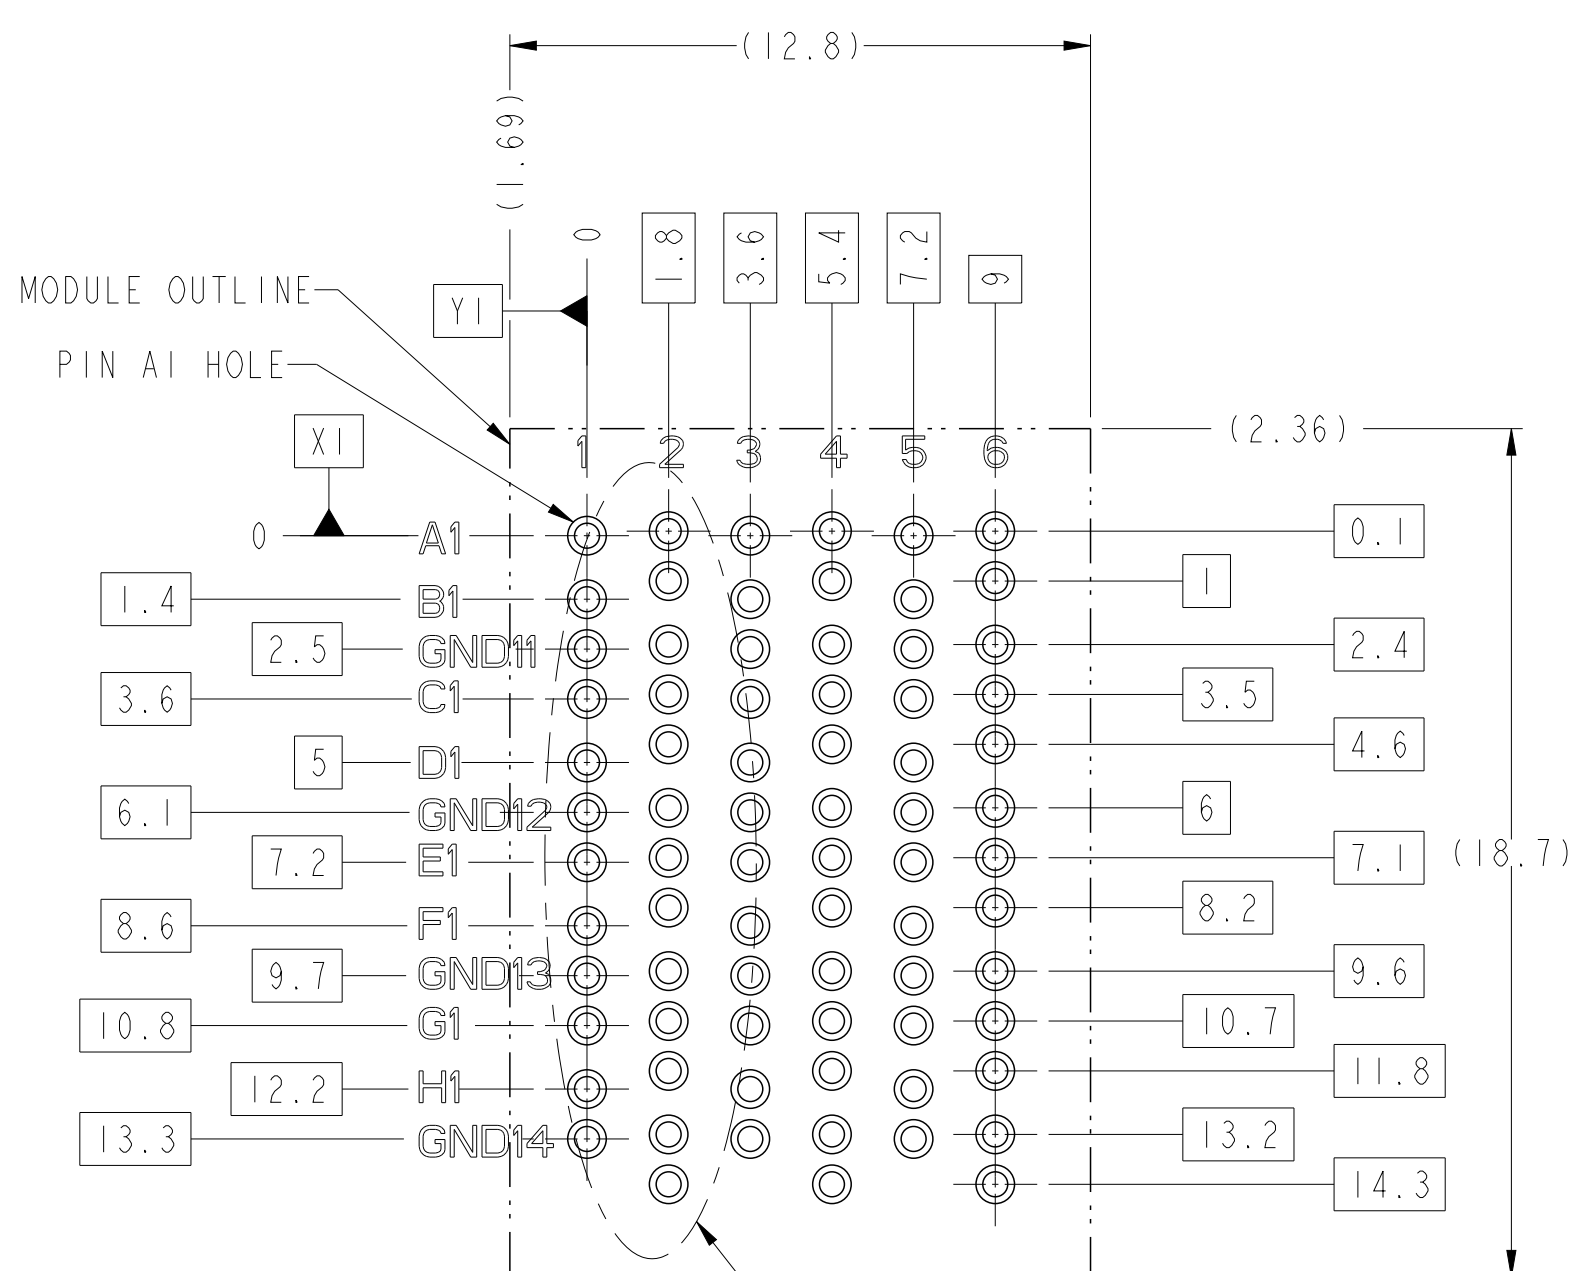 (12.8)
(1.69)
0
1.8
3.6
5.4
7.2
9
MODULE OUTLINE
Y1
PIN A1 HOLE
X1
(2.36)
1 2 3 4 5 6
0 A1 0.1
1
1.4 B1
2.5 GND11 2.4
3.6 C1 3.5
4.6
5 D1
6.1 GND12 6
7.2 E1 7.1 (18.7)
8.2
8.6 F1
9.7 GND13 9.6
10.8 G1 10.7
11.8
12.2 H1
13.3 GND14 13.2
14.3